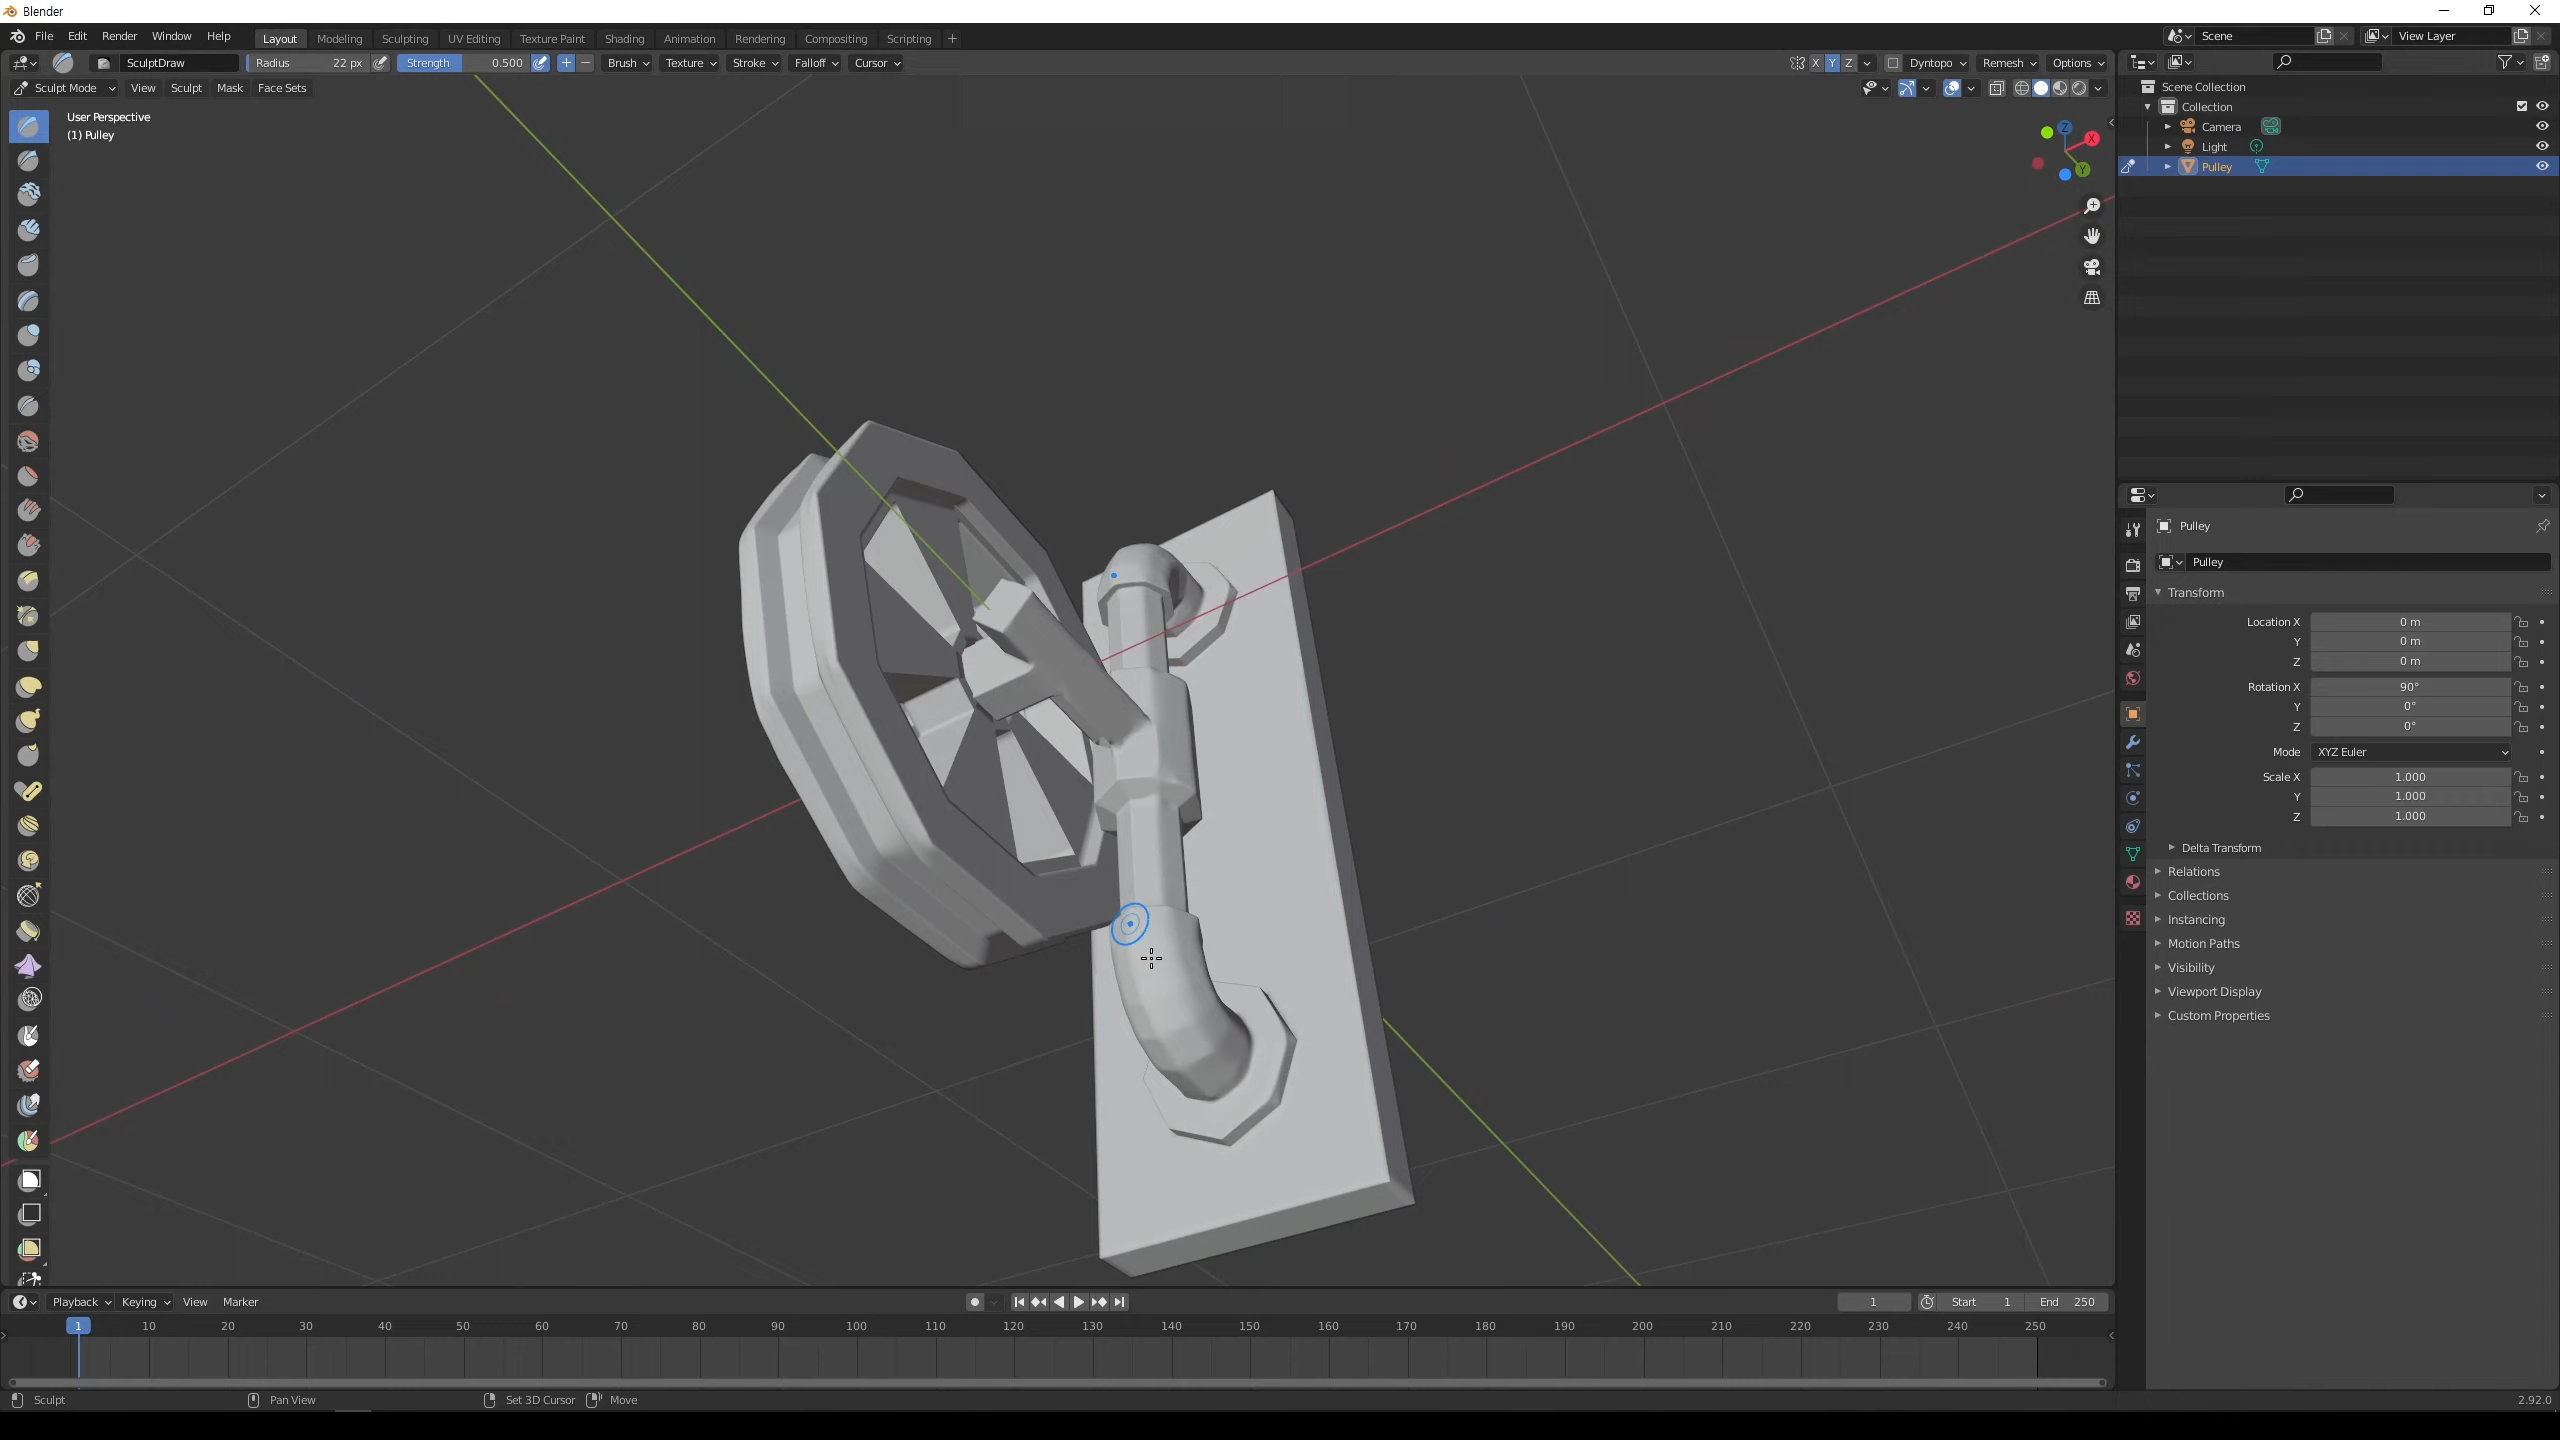 Blender
File Edit Render Window Help Layout Modeling Sculpting UV Editing Texture Paint Shading Animation Rendering Compositing Scripting + Scene View Layer
SculptDraw Radius 22 px Strength 0.500 + − Brush Texture Stroke Falloff Cursor X Y Z Dyntopo Remesh Options
Sculpt Mode View Sculpt Mask Face Sets
User Perspective
(1) Pulley
Z
X
Y
Scene Collection
Collection
Camera
Light
Pulley
Pulley
Pulley
Transform
Location X 0 m
Y 0 m
Z 0 m
Rotation X 90°
Y 0°
Z 0°
Mode XYZ Euler
Scale X 1.000
Y 1.000
Z 1.000
Delta Transform
Relations
Collections
Instancing
Motion Paths
Visibility
Viewport Display
Custom Properties
Playback Keying View Marker 1 Start 1 End 250
1 10 20 30 40 50 60 70 80 90 100 110 120 130 140 150 160 170 180 190 200 210 220 230 240 250
Sculpt Pan View Set 3D Cursor Move 2.92.0